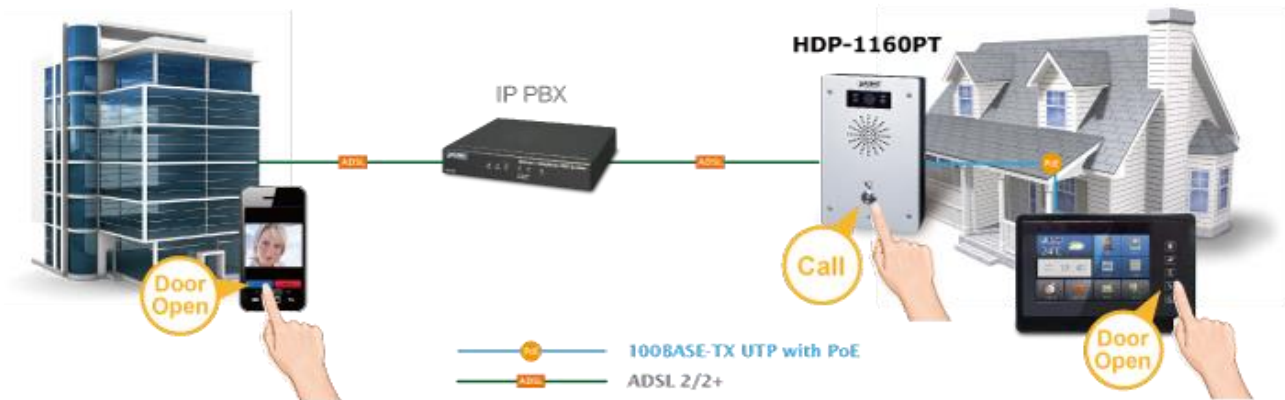 HDP-1160PT
IP PBX
ADSL
ADSL
PoE
Door
Open
Call
Door
Open
PoE
100BASE-TX UTP with PoE
ADSL
ADSL 2/2+